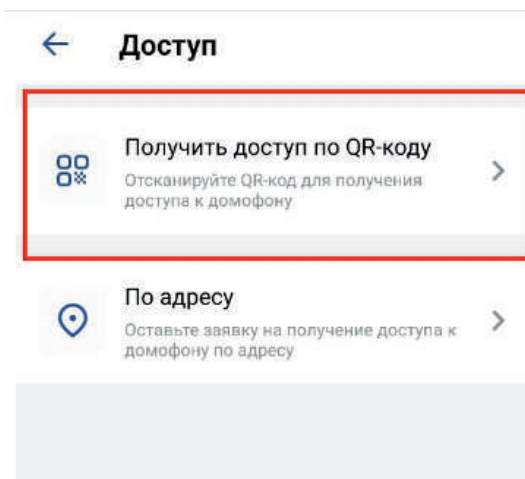 Доступ
Получить доступ по QR-коду
Отсканируйте QR-код для получения
доступа к домофону
По адресу
Оставьте заявку на получение доступа к
домофону по адресу